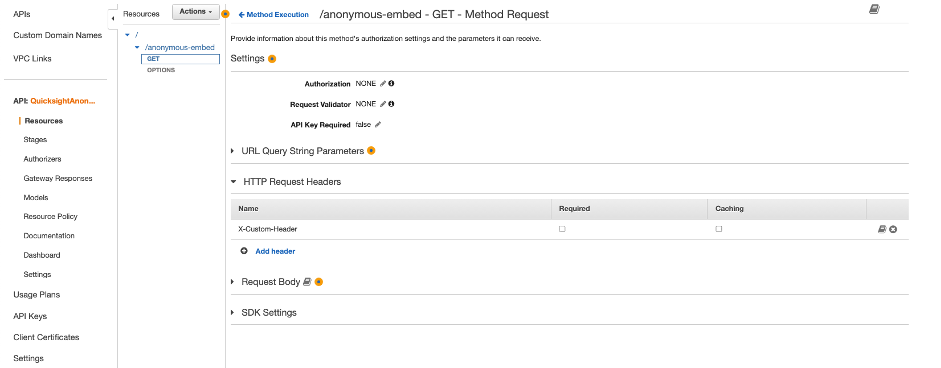 APIs
Custom Domain Names
VPC Links
API: QuicksightAnon...
Resources
Stages
Authorizers
Gateway Responses
Models
Resource Policy
Documentation
Dashboard
Settings
Usage Plans
API Keys
Client Certificates
Settings
Resources
Actions
/
/anonymous-embed
GET
OPTIONS
Method Execution /anonymous-embed - GET - Method Request
Provide information about this method's authorization settings and the parameters it can receive.
Settings
Authorization NONE
Request Validator NONE
API Key Required false
URL Query String Parameters
HTTP Request Headers
Name Required Caching
X-Custom-Header
Add header
Request Body
SDK Settings